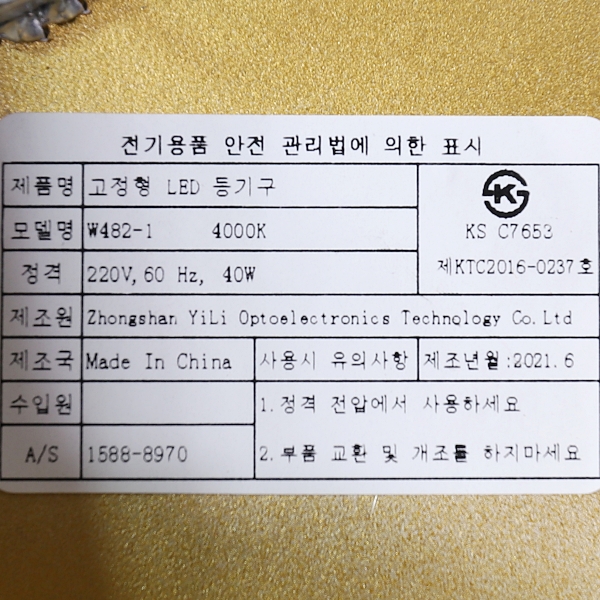 전기용품 안전 관리법에 의한 표시
제품명 고정형 LED 등기구
모델명 W482-1 4000K
KS C7653
정격 220V, 60 Hz, 40W
제KTC2016-0237호
제조원 Zhongshan YiLi Optoelectronics Technology Co. Ltd
제조국 Made In China 사용시 유의사항 제조년월:2021.6
수입원
1.정격 전압에서 사용하세요
A/S 1588-8970
2.부품 교환 및 개조를 하지마세요